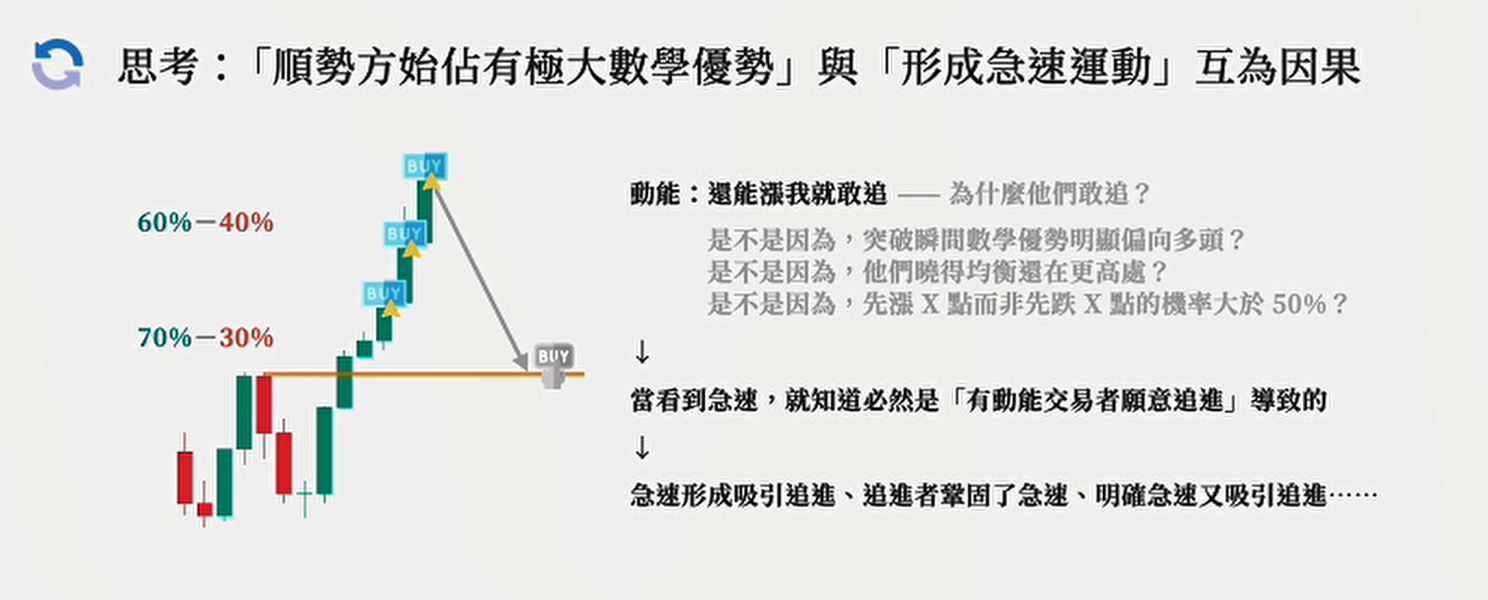 思考：「順勢方始佔有極大數學優勢」與「形成急速運動」互為因果
BUY
60%—40%
BUY
BUY
70%—30%
BUY
動能：還能漲我就敢追 —— 為什麼他們敢追？
是不是因為，突破瞬間數學優勢明顯偏向多頭？
是不是因為，他們曉得均衡還在更高處？
是不是因為，先漲 X 點而非先跌 X 點的機率大於 50%？
↓
當看到急速，就知道必然是「有動能交易者願意追進」導致的
↓
急速形成吸引追進、追進者鞏固了急速、明確急速又吸引追進……